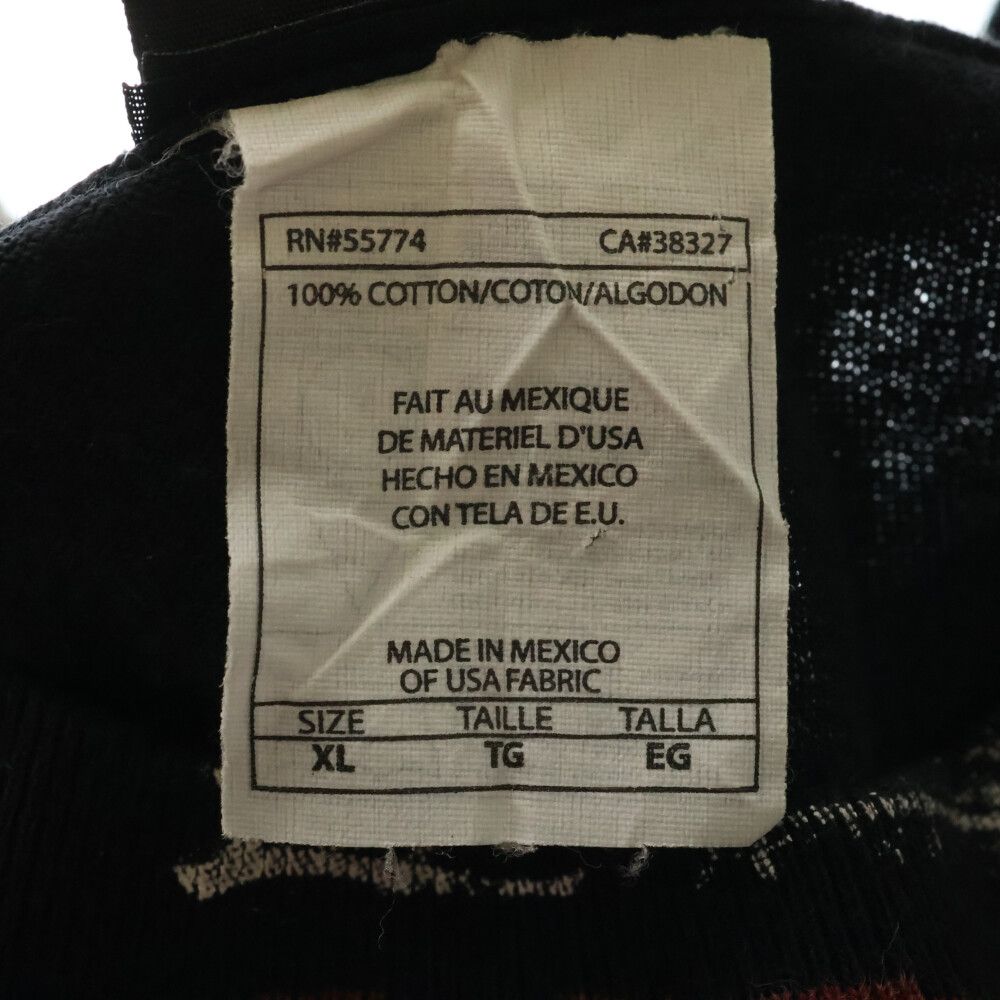 RN#55774 CA#38327
100% COTTON/COTON/ALGODON
FAIT AU MEXIQUE
DE MATERIEL D'USA
HECHO EN MEXICO
CON TELA DE E.U.
MADE IN MEXICO
OF USA FABRIC
SIZE TAILLE TALLA
XL TG EG